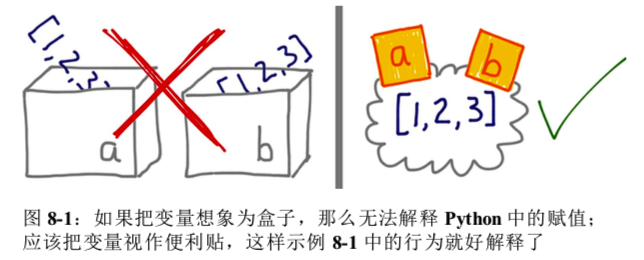 [1,2,3] [1,2,3]
a b
a b
[1,2,3]
图 8-1：如果把变量想象为盒子，那么无法解释 Python 中的赋值；
应该把变量视作便利贴，这样示例 8-1 中的行为就好解释了